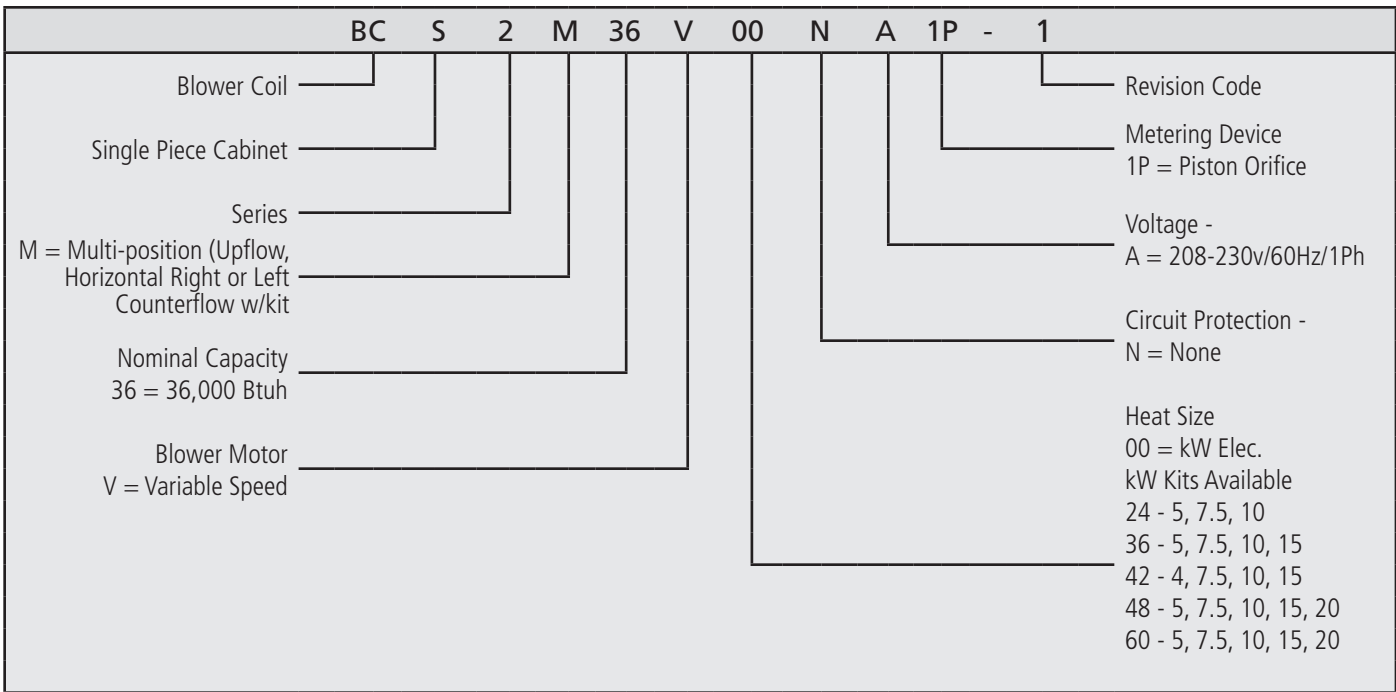 BC S 2 M 36 V 00 N A 1P - 1
Blower Coil
Single Piece Cabinet
Series
M = Multi-position (Upflow,
Horizontal Right or Left
Counterflow w/kit
Nominal Capacity
36 = 36,000 Btuh
Blower Motor
V = Variable Speed
Revision Code
Metering Device
1P = Piston Orifice
Voltage -
A = 208-230v/60Hz/1Ph
Circuit Protection -
N = None
Heat Size
00 = kW Elec.
kW Kits Available
24 - 5, 7.5, 10
36 - 5, 7.5, 10, 15
42 - 4, 7.5, 10, 15
48 - 5, 7.5, 10, 15, 20
60 - 5, 7.5, 10, 15, 20